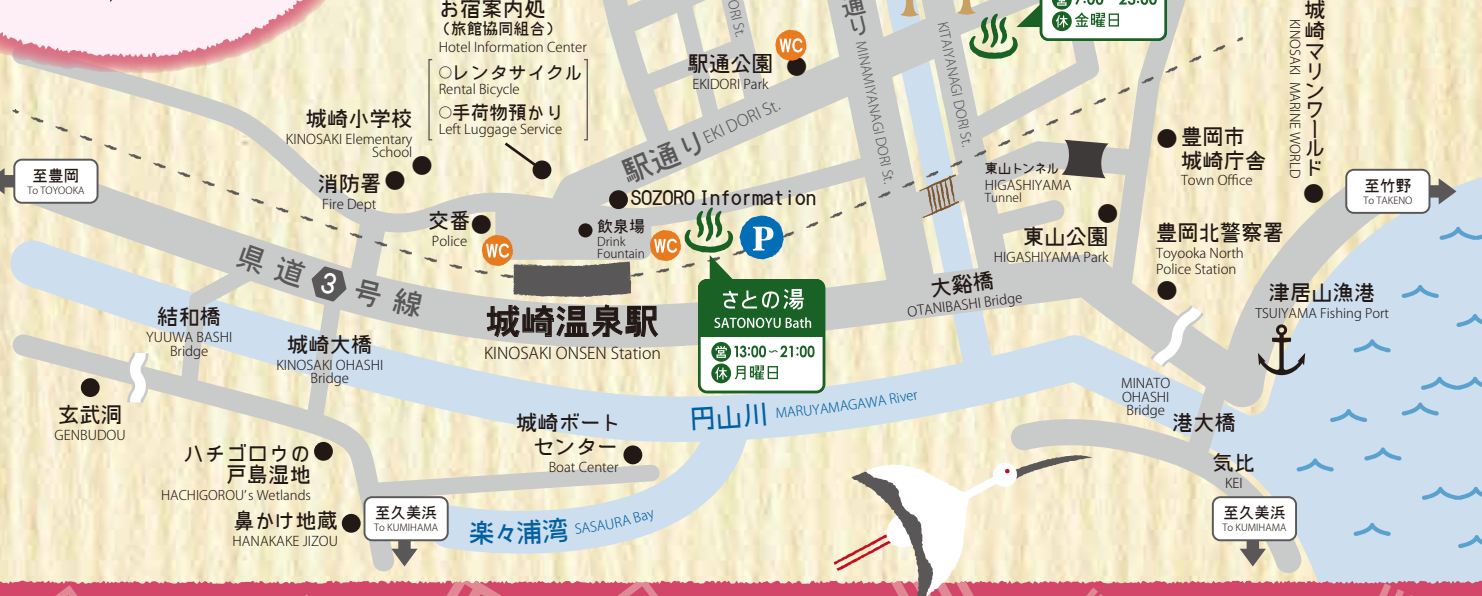 お宿案内処
(旅館協同組合)
Hotel Information Center
○レンタサイクル
Rental Bicycle
○手荷物預かり
Left Luggage Service
ORI St.
WC
駅通公園
EKIDORI Park
通り
MINAMIYANAGI DORI St.
KITAIYANAGI DORI St.
営7:00~23:00
休金曜日
城崎マリンワールド
KINOSAKI MARINE WORLD
城崎小学校
KINOSAKI Elementary
School
消防署
Fire Dept
至豊岡
To TOYOOKA
駅通り EKI DORI St.
SOZORO Information
交番
Police
WC
飲泉場
Drink
Fountain
WC
P
東山トンネル
HIGASHIYAMA
Tunnel
豊岡市
城崎庁舎
Town Office
至竹野
To TAKENO
東山公園
HIGASHIYAMA Park
豊岡北警察署
Toyooka North
Police Station
県道3号線
城崎温泉駅
KINOSAKI ONSEN Station
さとの湯
SATONOYU Bath
営13:00~21:00
休月曜日
大谿橋
OTANIBASHI Bridge
津居山漁港
TSUIYAMA Fishing Port
結和橋
YUUWA BASHI
Bridge
城崎大橋
KINOSAKI OHASHI
Bridge
玄武洞
GENBUDOU
円山川 MARUYAMAGAWA River
MINATO
OHASHI
Bridge
港大橋
城崎ボート
センター
Boat Center
ハチゴロウの
戸島湿地
HACHIGOROU's Wetlands
気比
KEI
鼻かけ地蔵
HANAKAKE JIZOU
至久美浜
To KUMIHAMA
楽々浦湾 SASAURA Bay
至久美浜
To KUMIHAMA